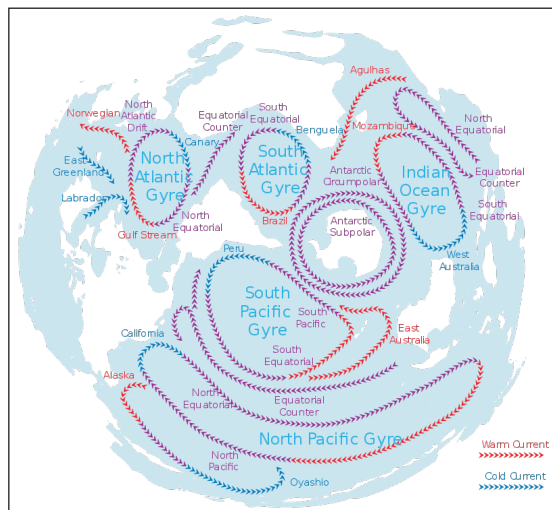 Agulhas
Norwegian
North
Atlantic
Drift
Equatorial
Counter
South
Equatorial
Benguela
Mozambique
North
Equatorial
Canary
East
Greenland
North
Atlantic
Gyre
South
Atlantic
Gyre
Antarctic
Circumpolar
Indian
Ocean
Gyre
Equatorial
Counter
Labrador
South
Equatorial
North
Equatorial
Brazil
Antarctic
Subpolar
Gulf Stream
Peru
West
Australia
South
Pacific
Gyre
South
Pacific
East
Australia
Califomia
South
Equatorial
Alaska
North
Equatorial
Equatorial
Counter
North Pacific Gyre
North
Pacific
Oyashio
Warm Current
Cold Current